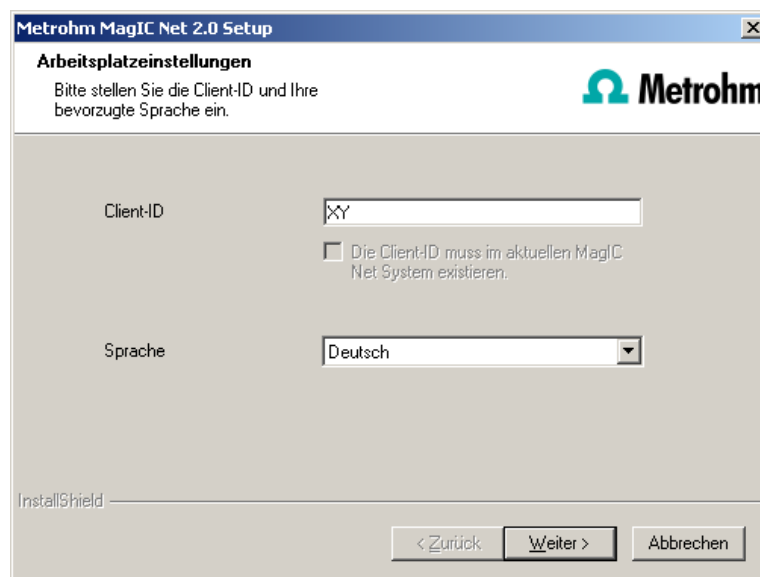 Metrohm MagIC Net 2.0 Setup
Arbeitsplatzeinstellungen
Bitte stellen Sie die Client-ID und Ihre
bevorzugte Sprache ein.
Metrohm
Client-ID
XY
Die Client-ID muss im aktuellen MagIC
Net System existieren.
Sprache
Deutsch
InstallShield
< Zurück
Weiter >
Abbrechen